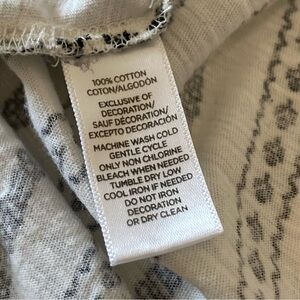 100% COTTON
COTON/ALGODÓN
EXCLUSIVE OF
DECORATION/
SAUF DÉCORATION/
EXCEPTO DECORACIÓN
MACHINE WASH COLD
GENTLE CYCLE
ONLY NON CHLORINE
BLEACH WHEN NEEDED
TUMBLE DRY LOW
COOL IRON IF NEEDED
DO NOT IRON
DECORATION
OR DRY CLEAN